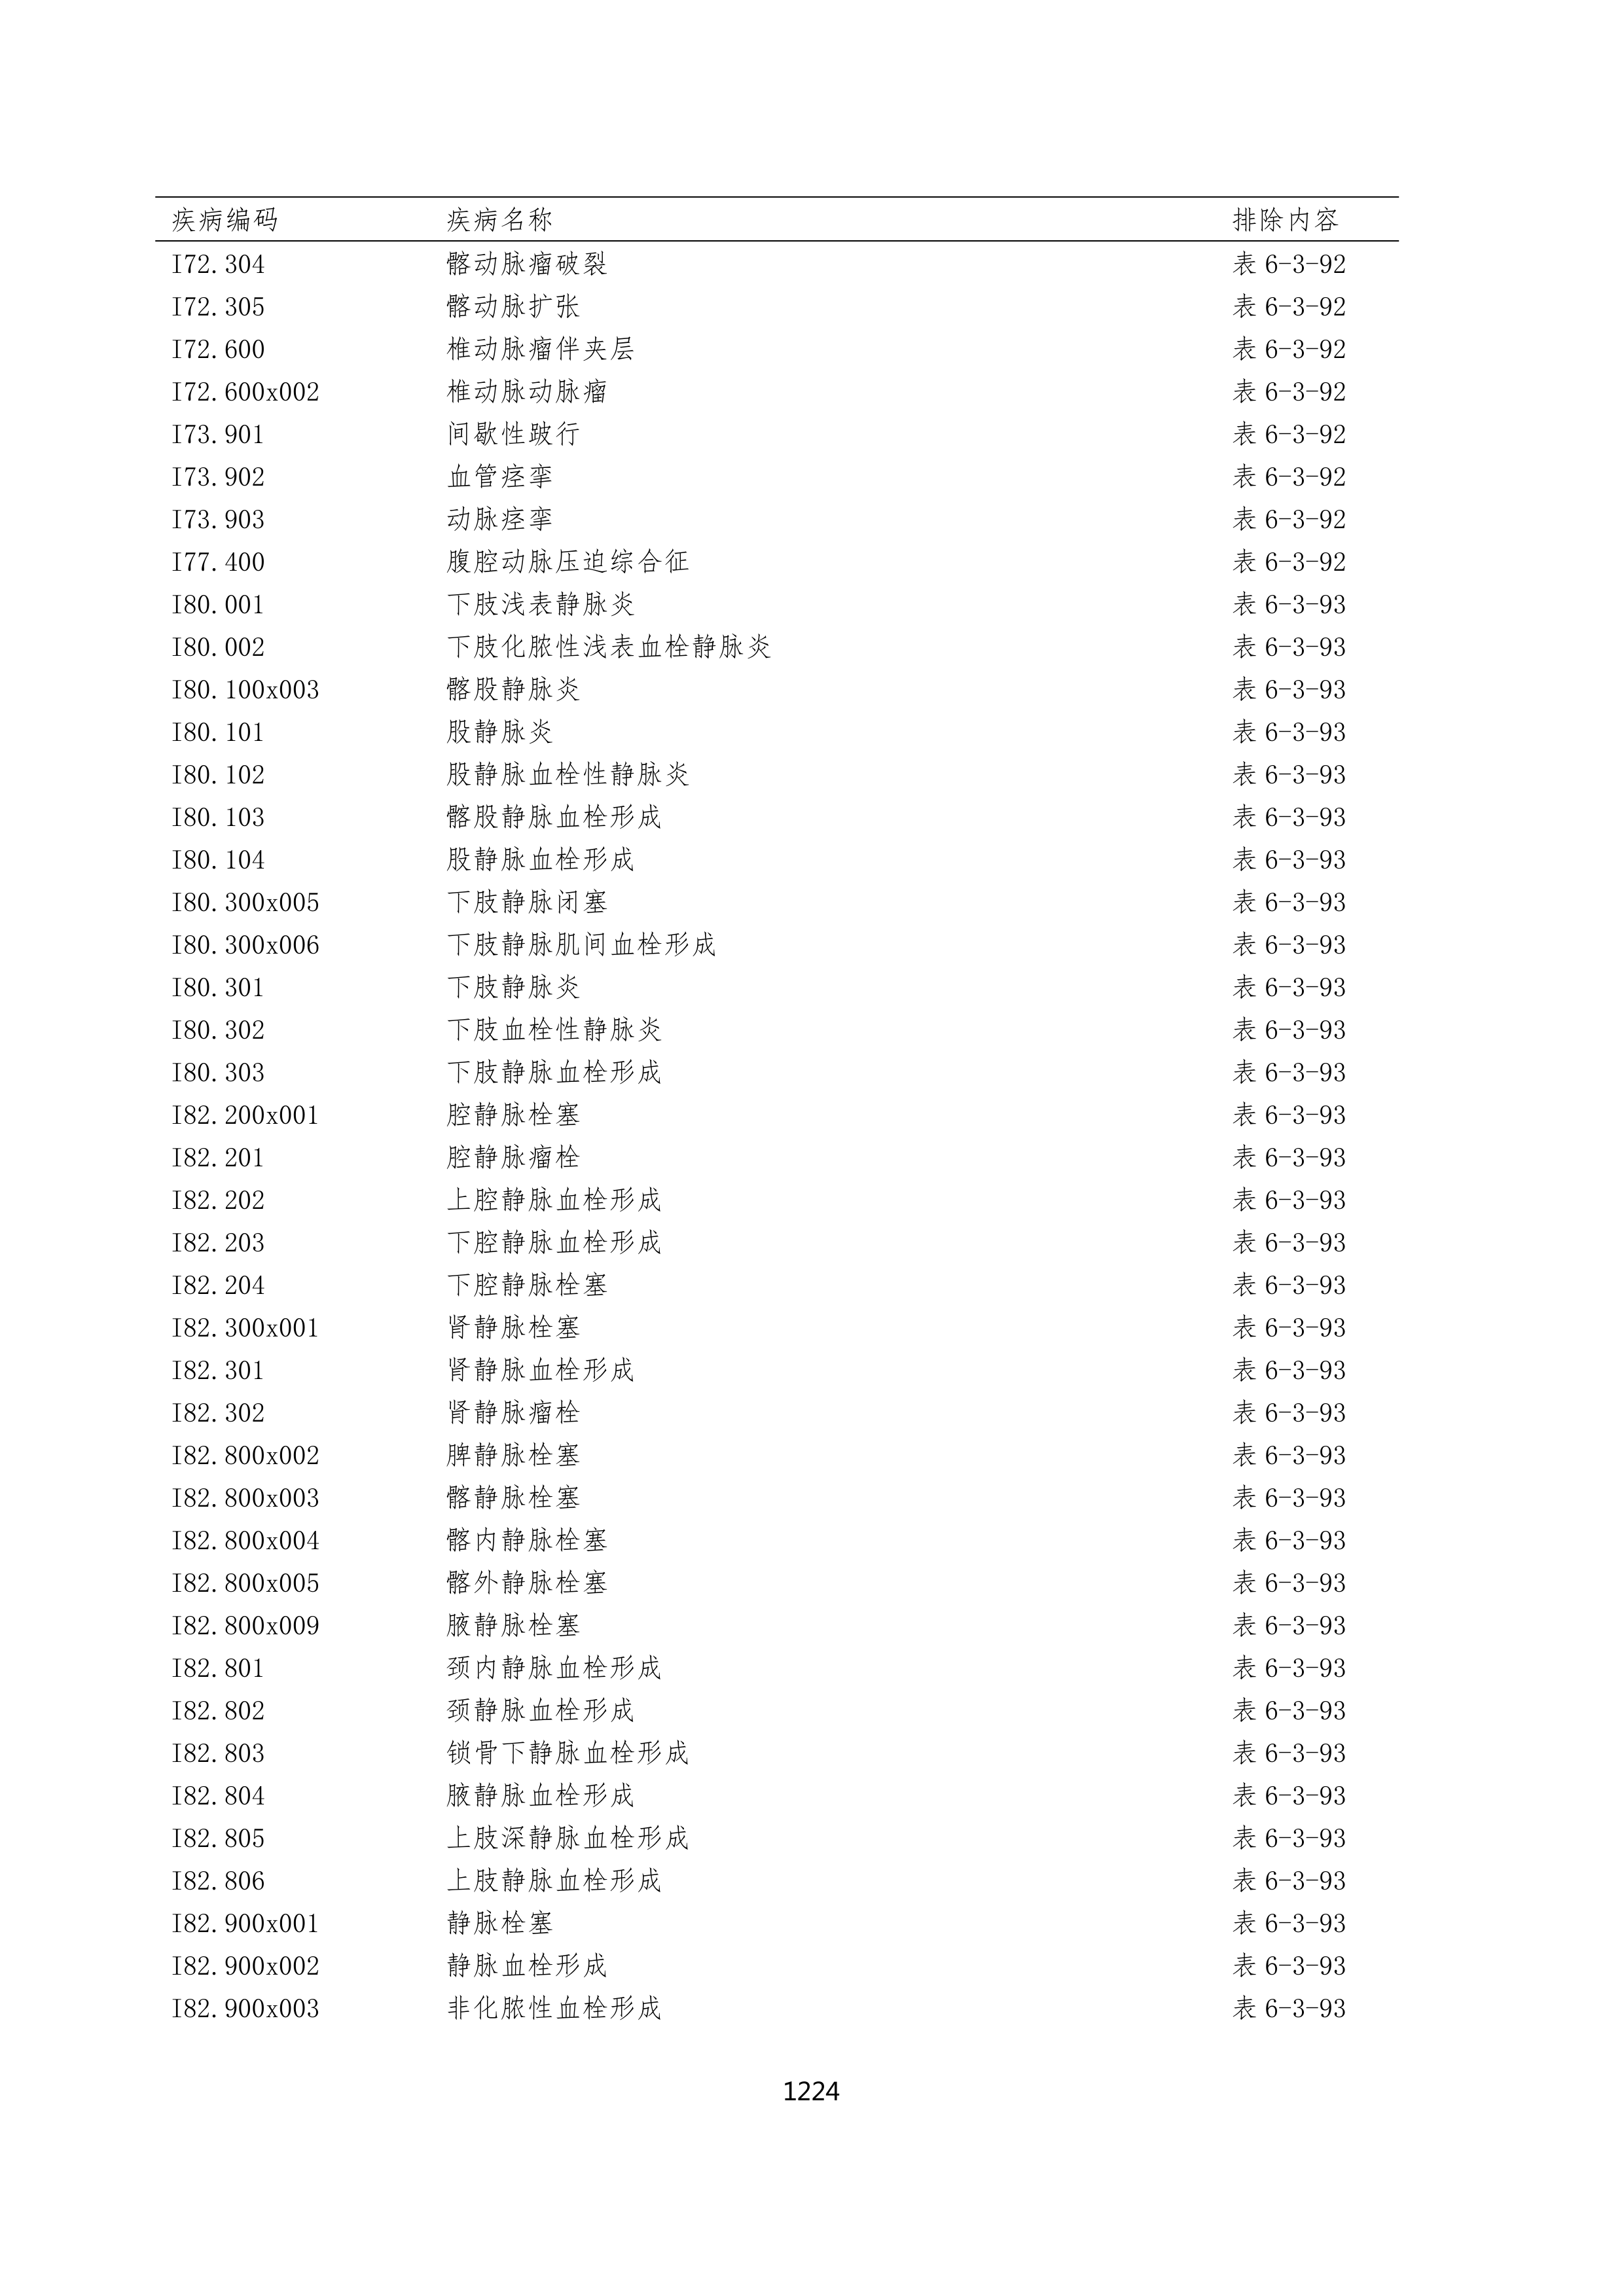 疾病编码 疾病名称 排除内容
I72.304 髂动脉瘤破裂 表 6-3-92
I72.305 髂动脉扩张 表 6-3-92
I72.600 椎动脉瘤伴夹层 表 6-3-92
I72.600x002 椎动脉动脉瘤 表 6-3-92
I73.901 间歇性跛行 表 6-3-92
I73.902 血管痉挛 表 6-3-92
I73.903 动脉痉挛 表 6-3-92
I77.400 腹腔动脉压迫综合征 表 6-3-92
I80.001 下肢浅表静脉炎 表 6-3-93
I80.002 下肢化脓性浅表血栓静脉炎 表 6-3-93
I80.100x003 髂股静脉炎 表 6-3-93
I80.101 股静脉炎 表 6-3-93
I80.102 股静脉血栓性静脉炎 表 6-3-93
I80.103 髂股静脉血栓形成 表 6-3-93
I80.104 股静脉血栓形成 表 6-3-93
I80.300x005 下肢静脉闭塞 表 6-3-93
I80.300x006 下肢静脉肌间血栓形成 表 6-3-93
I80.301 下肢静脉炎 表 6-3-93
I80.302 下肢血栓性静脉炎 表 6-3-93
I80.303 下肢静脉血栓形成 表 6-3-93
I82.200x001 腔静脉栓塞 表 6-3-93
I82.201 腔静脉瘤栓 表 6-3-93
I82.202 上腔静脉血栓形成 表 6-3-93
I82.203 下腔静脉血栓形成 表 6-3-93
I82.204 下腔静脉栓塞 表 6-3-93
I82.300x001 肾静脉栓塞 表 6-3-93
I82.301 肾静脉血栓形成 表 6-3-93
I82.302 肾静脉瘤栓 表 6-3-93
I82.800x002 脾静脉栓塞 表 6-3-93
I82.800x003 髂静脉栓塞 表 6-3-93
I82.800x004 髂内静脉栓塞 表 6-3-93
I82.800x005 髂外静脉栓塞 表 6-3-93
I82.800x009 腋静脉栓塞 表 6-3-93
I82.801 颈内静脉血栓形成 表 6-3-93
I82.802 颈静脉血栓形成 表 6-3-93
I82.803 锁骨下静脉血栓形成 表 6-3-93
I82.804 腋静脉血栓形成 表 6-3-93
I82.805 上肢深静脉血栓形成 表 6-3-93
I82.806 上肢静脉血栓形成 表 6-3-93
I82.900x001 静脉栓塞 表 6-3-93
I82.900x002 静脉血栓形成 表 6-3-93
I82.900x003 非化脓性血栓形成 表 6-3-93
1224